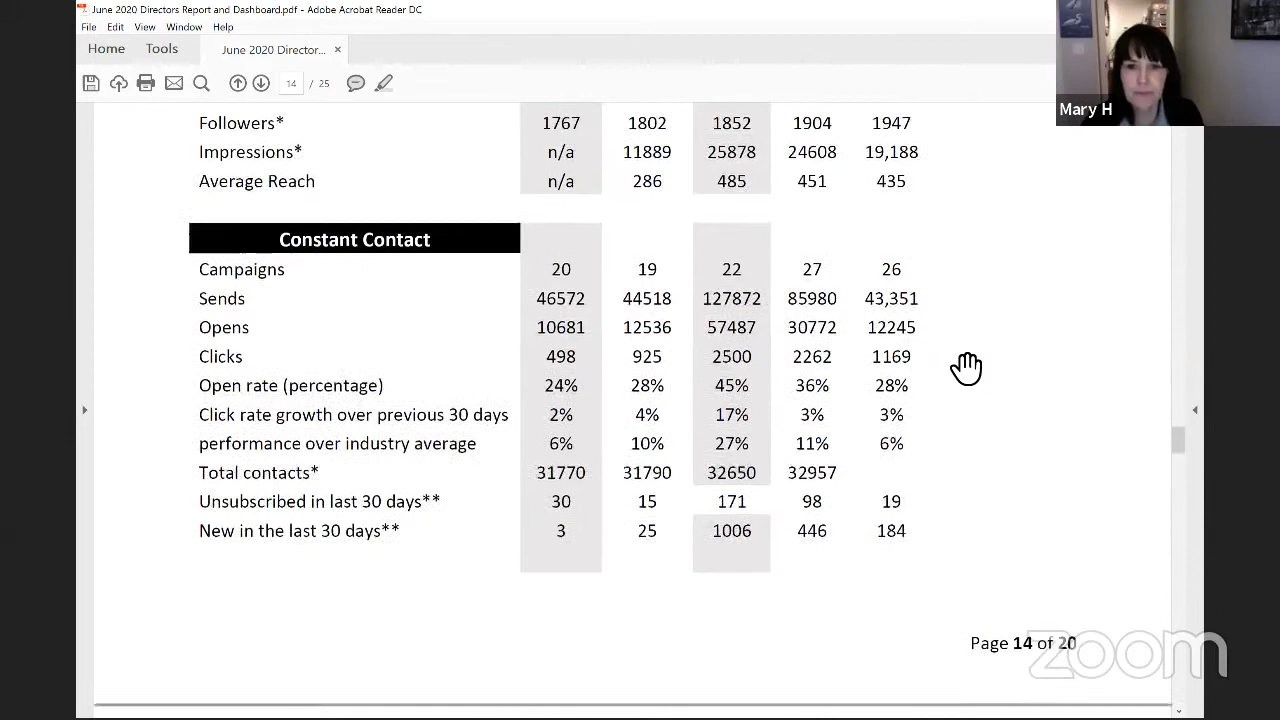 June 2020 Directors Report and Dashboard.pdf - Adobe Acrobat Reader DC
File Edit View Window Help
Home Tools June 2020 Director... ×
14 / 25
Mary H
Followers* 1767 1802 1852 1904 1947
Impressions* n/a 11889 25878 24608 19,188
Average Reach n/a 286 485 451 435
Constant Contact
Campaigns 20 19 22 27 26
Sends 46572 44518 127872 85980 43,351
Opens 10681 12536 57487 30772 12245
Clicks 498 925 2500 2262 1169
Open rate (percentage) 24% 28% 45% 36% 28%
Click rate growth over previous 30 days 2% 4% 17% 3% 3%
performance over industry average 6% 10% 27% 11% 6%
Total contacts* 31770 31790 32650 32957
Unsubscribed in last 30 days** 30 15 171 98 19
New in the last 30 days** 3 25 1006 446 184
Page 14 of 20
zoom